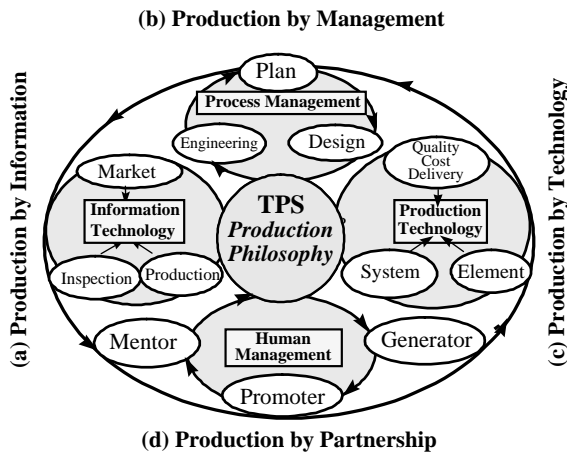 (b) Production by Management
Plan
Process Management
Engineering
Design
(a) Production by Information
Market
Information
Technology
Inspection
Production
TPS
Production
Philosophy
Quality
Cost
Delivery
Production
Technology
System
Element
(c) Production by Technology
Mentor
Human
Management
Generator
Promoter
(d) Production by Partnership